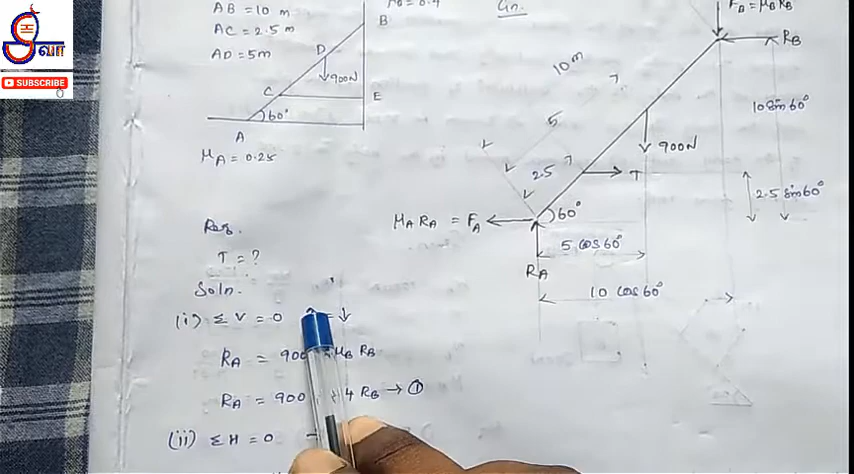 வா
SUBSCRIBE
AB = 10 m
AC = 2.5 m
AD = 5m
B
D
900N
C
E
60°
A
μA = 0.25
Gn.
FB = μB RB
RB
10m
5
10 sin 60°
900N
2.5
T
2.5 sin 60°
μA RA = FA
60°
5 cos 60°
RA
10 cos 60°
Req.
T = ?
Soln.
(i) Σ V = 0 ↓
RA = 900 μB RB
RA = 900 4 RB → ①
(ii) Σ H = 0